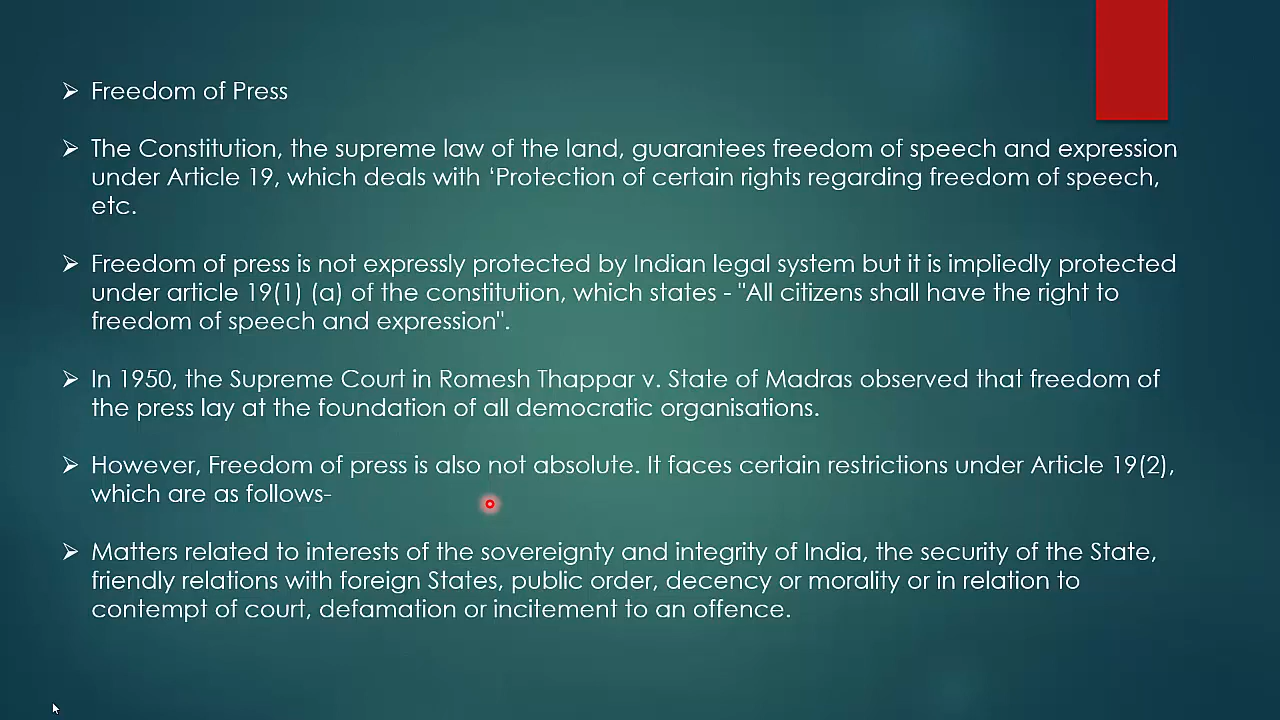 ➢ Freedom of Press
➢ The Constitution, the supreme law of the land, guarantees freedom of speech and expression
under Article 19, which deals with ‘Protection of certain rights regarding freedom of speech,
etc.
➢ Freedom of press is not expressly protected by Indian legal system but it is impliedly protected
under article 19(1) (a) of the constitution, which states - "All citizens shall have the right to
freedom of speech and expression".
➢ In 1950, the Supreme Court in Romesh Thappar v. State of Madras observed that freedom of
the press lay at the foundation of all democratic organisations.
➢ However, Freedom of press is also not absolute. It faces certain restrictions under Article 19(2),
which are as follows-
➢ Matters related to interests of the sovereignty and integrity of India, the security of the State,
friendly relations with foreign States, public order, decency or morality or in relation to
contempt of court, defamation or incitement to an offence.